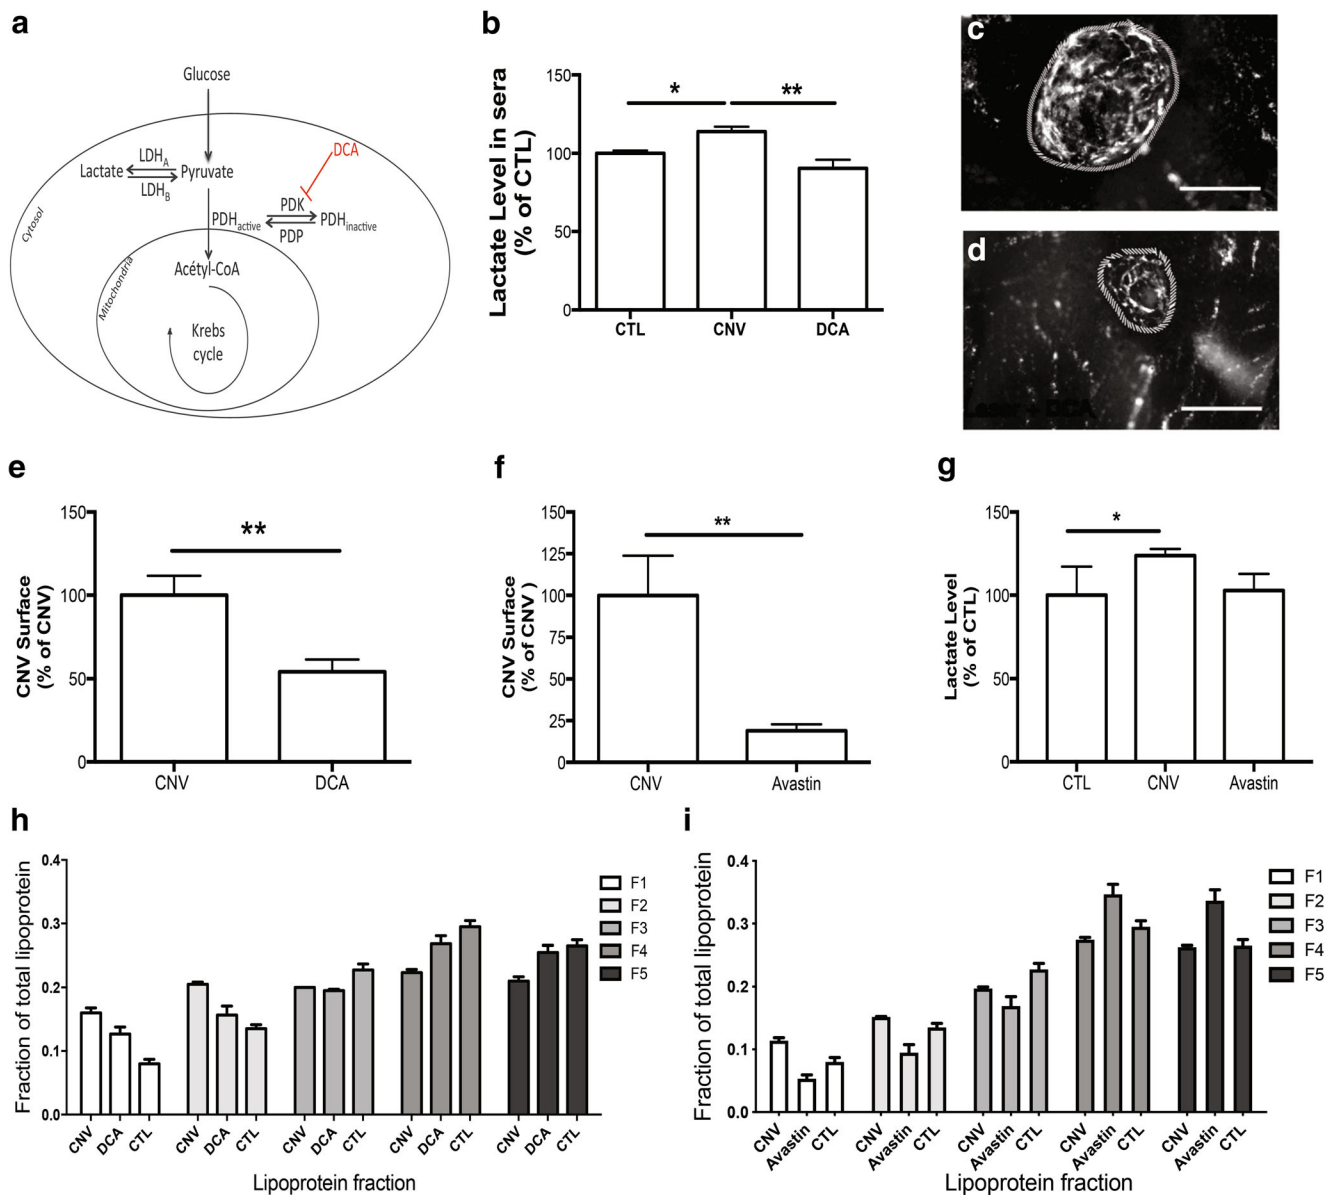 a
Glucose
LDHA
Lactate
Pyruvate
LDHB
DCA
PDK
PDHactive
PDHinactive
PDP
Cytosol
Mitochondria
Acétyl-CoA
Krebs
cycle
b
Lactate Level in sera
(% of CTL)
150
100
50
0
*
**
CTL CNV DCA
c
d
Laser + DCA
e
CNV Surface
(% of CNV)
150
100
50
0
**
CNV DCA
f
CNV Surface
(% of CNV )
150
125
100
75
50
25
0
**
CNV Avastin
g
Lactate Level
(% of CTL)
150
100
50
0
*
CTL CNV Avastin
h
Fraction of total lipoprotein
0.4
0.3
0.2
0.1
0.0
F1
F2
F3
F4
F5
CNV DCA CTL CNV DCA CTL CNV DCA CTL CNV DCA CTL CNV DCA CTL
Lipoprotein fraction
i
Fraction of total lipoprotein
0.4
0.3
0.2
0.1
0.0
F1
F2
F3
F4
F5
CNV Avastin CTL CNV Avastin CTL CNV Avastin CTL CNV Avastin CTL CNV Avastin CTL
Lipoprotein fraction